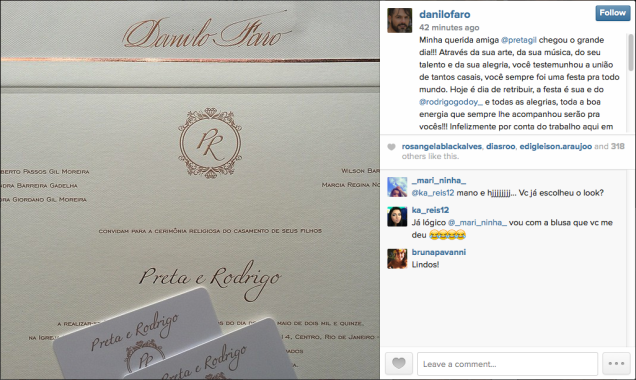 Danilo Faro
PR
Passos Gil Moreira
Barreira Gadelha
Giordano Gil Moreira
Wilson
Marcia Regina
convidam para a cerimônia religiosa do casamento de seus filhos
Preta e Rodrigo
a
do dia de maio de dois mil e quinze,
na
14, Centro, Rio de Janeiro
Preta e Rodrigo
PR
Preta e Rodrigo
danilofaro
Follow
42 minutes ago
Minha querida amiga @pretagil chegou o grande
dia!!! Através da sua arte, da sua música, do seu
talento e da sua alegria, você testemunhou a união
de tantos casais, você sempre foi uma festa pra todo
mundo. Hoje é dia de retribuir, a festa é sua e do
@rodrigogodoy_ e todas as alegrias, toda a boa
energia que sempre lhe acompanhou serão pra
vocês!!! Infelizmente por conta do trabalho aqui em
rosangelablackalves, diasroo, edigleison.araujoo and 318
others like this.
_mari_ninha_
@ka_reis12 mano e hjjjjjjjj... Vc já escolheu o look?
ka_reis12
Já lógico @_mari_ninha_ vou com a blusa que vc me
deu 😂😂😂😂
brunapavanni
Lindos!
Leave a comment...